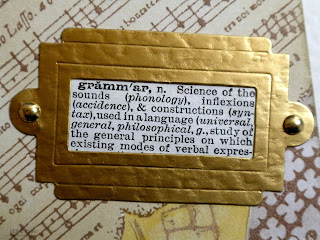 grămm´ar, n. Science of the
sounds (phonology), inflexions
(accidence), & constructions (syn-
tax), used in a language (universal,
general, philosophical, g., study of
the general principles on which
existing modes of verbal expres-